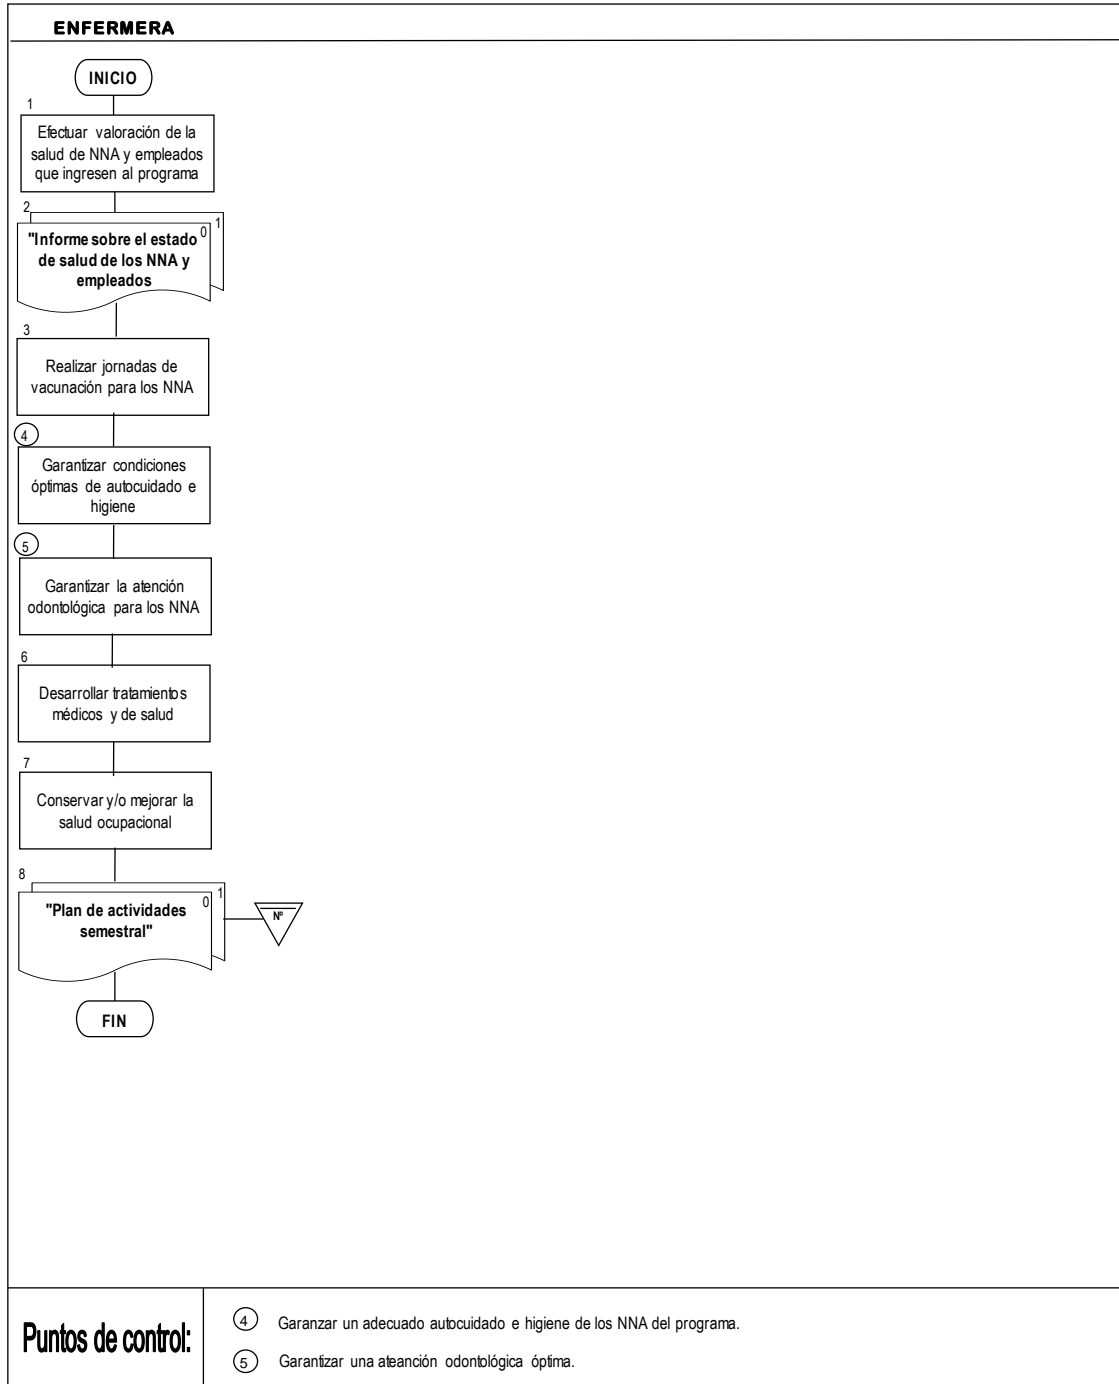 ENFERMERA
INICIO
1
Efectuar valoración de la
salud de NNA y empleados
que ingresen al programa
2
1
0
"Informe sobre el estado
de salud de los NNA y
empleados
3
Realizar jornadas de
vacunación para los NNA
4
Garantizar condiciones
óptimas de autocuidado e
higiene
5
Garantizar la atención
odontológica para los NNA
6
Desarrollar tratamientos
médicos y de salud
7
Conservar y/o mejorar la
salud ocupacional
8
1
0
"Plan de actividades
semestral"
Nº
FIN
Puntos de control:
4 Garanzar un adecuado autocuidado e higiene de los NNA del programa.
5 Garantizar una ateanción odontológica óptima.